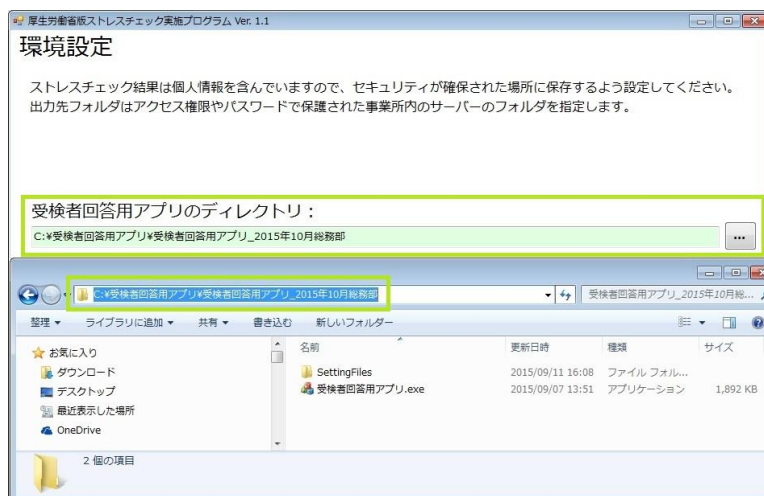 厚生労働省版ストレスチェック実施プログラム Ver. 1.1
環境設定
ストレスチェック結果は個人情報を含んでいますので、セキュリティが確保された場所に保存するよう設定してください。
出力先フォルダはアクセス権限やパスワードで保護された事業所内のサーバーのフォルダを指定します。
受検者回答用アプリのディレクトリ：
C:¥受検者回答用アプリ¥受検者回答用アプリ_2015年10月総務部
...
C:¥受検者回答用アプリ¥受検者回答用アプリ_2015年10月総務部
受検者回答用アプリ_2015年10月総...
整理 ライブラリに追加 共有 書き込む 新しいフォルダー
お気に入り
ダウンロード
デスクトップ
最近表示した場所
OneDrive
名前 更新日時 種類 サイズ
SettingFiles 2015/09/11 16:08 ファイル フォル...
受検者回答用アプリ.exe 2015/09/07 13:51 アプリケーション 1,892 KB
2 個の項目